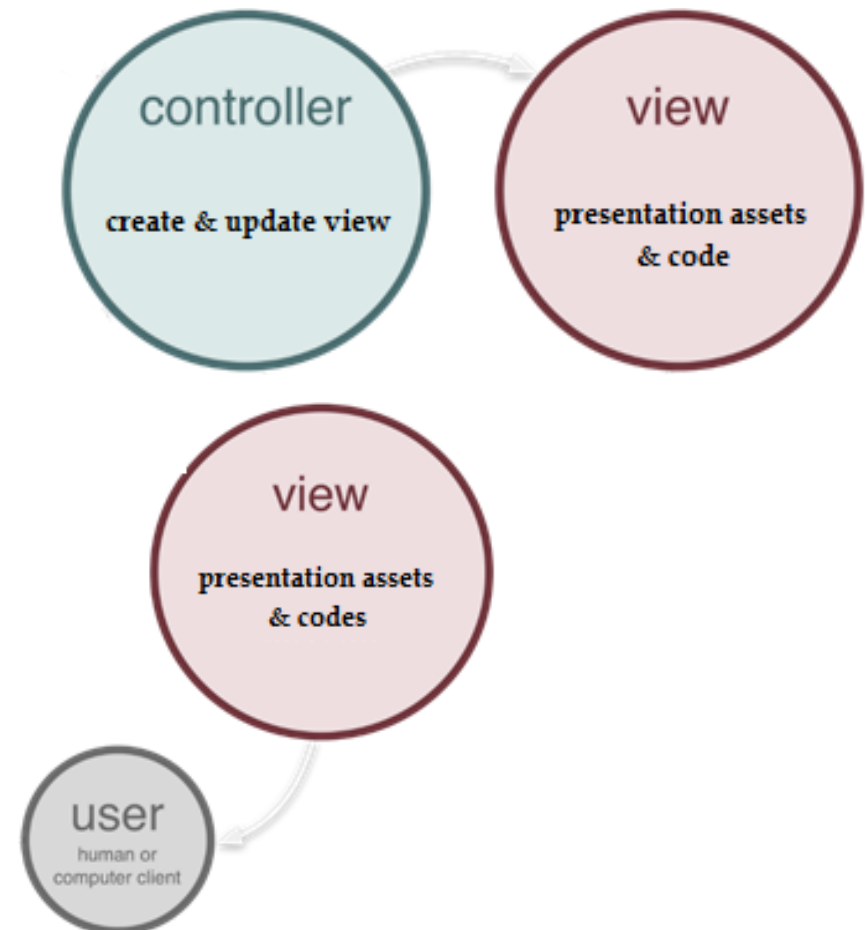 controller
create & update view
view
presentation assets
& code
view
presentation assets
& codes
user
human or
computer client